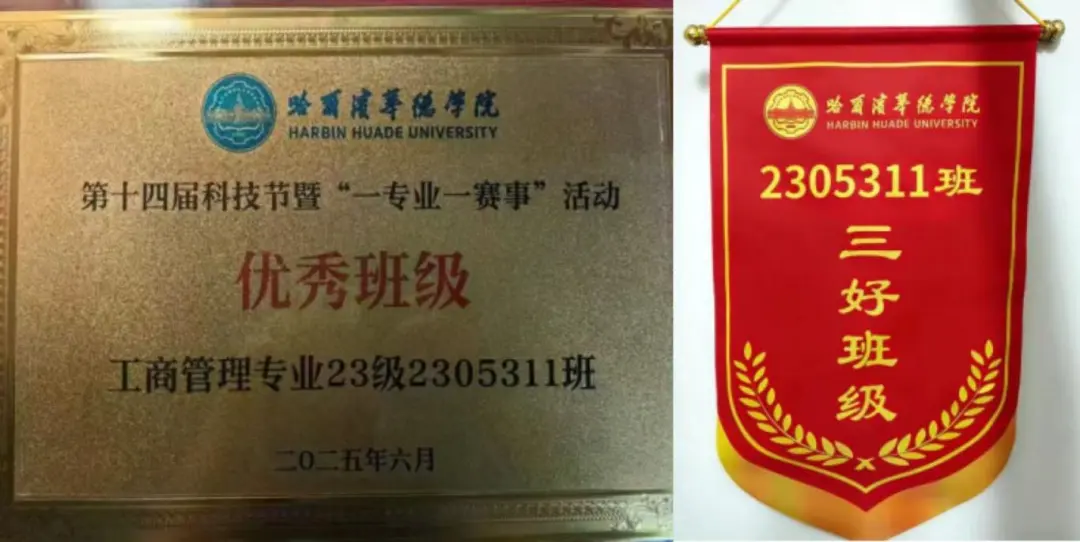 哈尔滨华德学院
HARBIN HUADE UNIVERSITY
第十四届科技节暨“一专业一赛事”活动
优秀班级
工商管理专业23级2305311班
二〇二五年六月
哈尔滨华德学院
HARBIN HUADE UNIVERSITY
2305311班
三好班级